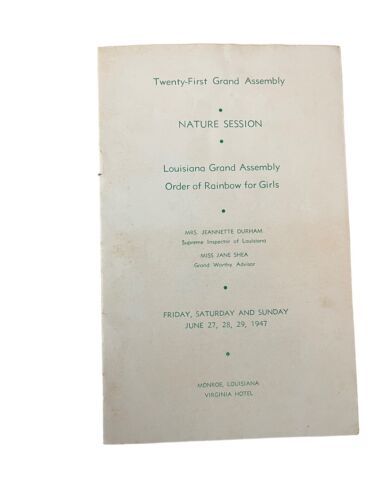 Twenty-First Grand Assembly
NATURE SESSION
Louisiana Grand Assembly
Order of Rainbow for Girls
MRS. JEANNETTE DURHAM
Supreme Inspector of Louisiana
MISS JANE SHEA
Grand Worthy Advisor
FRIDAY, SATURDAY AND SUNDAY
JUNE 27, 28, 29, 1947
MONROE, LOUISIANA
VIRGINIA HOTEL